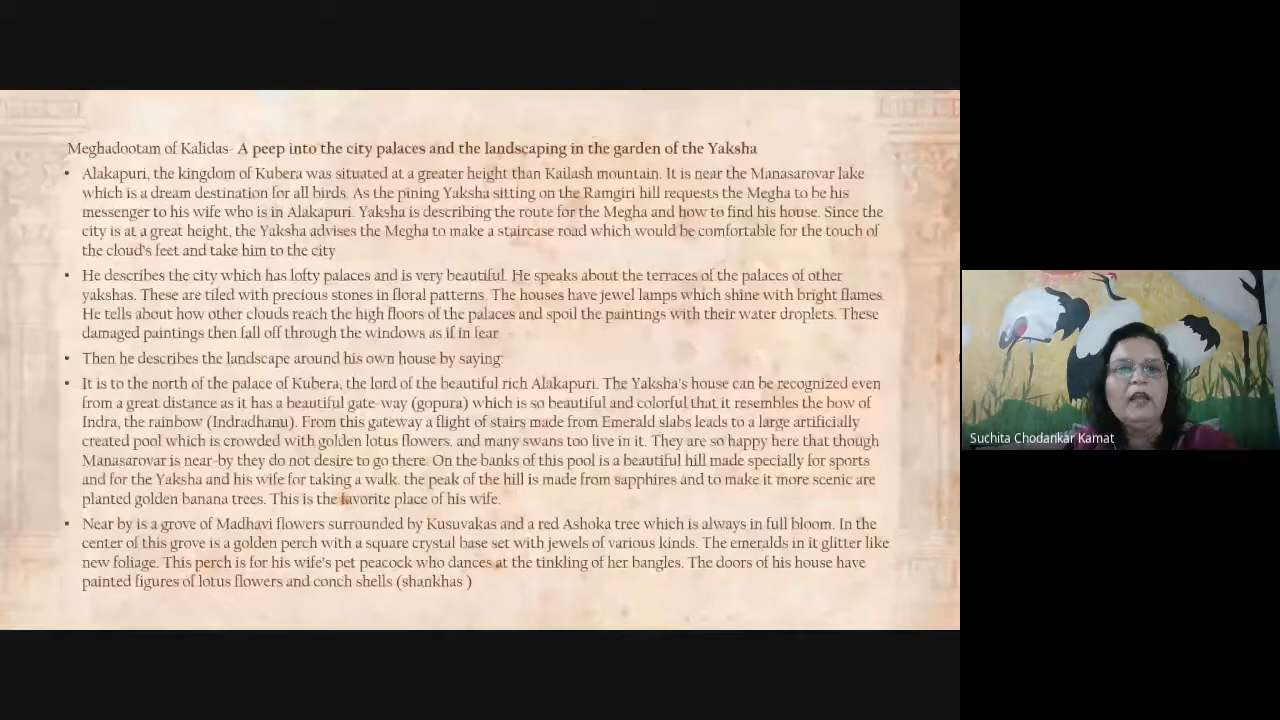 Meghadootam of Kalidas- A peep into the city palaces and the landscaping in the garden of the Yaksha
• Alakapuri, the kingdom of Kubera was situated at a greater height than Kailash mountain. It is near the Manasarovar lake
which is a dream destination for all birds. As the pining Yaksha sitting on the Ramgiri hill requests the Megha to be his
messenger to his wife who is in Alakapuri. Yaksha is describing the route for the Megha and how to find his house. Since the
city is at a great height, the Yaksha advises the Megha to make a staircase road which would be comfortable for the touch of
the cloud's feet and take him to the city
• He describes the city which has lofty palaces and is very beautiful. He speaks about the terraces of the palaces of other
yakshas. These are tiled with precious stones in floral patterns. The houses have jewel lamps which shine with bright flames.
He tells about how other clouds reach the high floors of the palaces and spoil the paintings with their water droplets. These
damaged paintings then fall off through the windows as if in fear
• Then he describes the landscape around his own house by saying:
• It is to the north of the palace of Kubera, the lord of the beautiful rich Alakapuri. The Yaksha's house can be recognized even
from a great distance as it has a beautiful gate-way (gopura) which is so beautiful and colorful that it resembles the bow of
Indra, the rainbow (Indradhanu). From this gateway a flight of stairs made from Emerald slabs leads to a large artificially
created pool which is crowded with golden lotus flowers. and many swans too live in it. They are so happy here that though
Manasarovar is near-by they do not desire to go there. On the banks of this pool is a beautiful hill made specially for sports
and for the Yaksha and his wife for taking a walk. the peak of the hill is made from sapphires and to make it more scenic are
planted golden banana trees. This is the favorite place of his wife.
• Near by is a grove of Madhavi flowers surrounded by Kusuvakas and a red Ashoka tree which is always in full bloom. In the
center of this grove is a golden perch with a square crystal base set with jewels of various kinds. The emeralds in it glitter like
new foliage. This perch is for his wife's pet peacock who dances at the tinkling of her bangles. The doors of his house have
painted figures of lotus flowers and conch shells (shankhas )
Suchita Chodankar Kamat